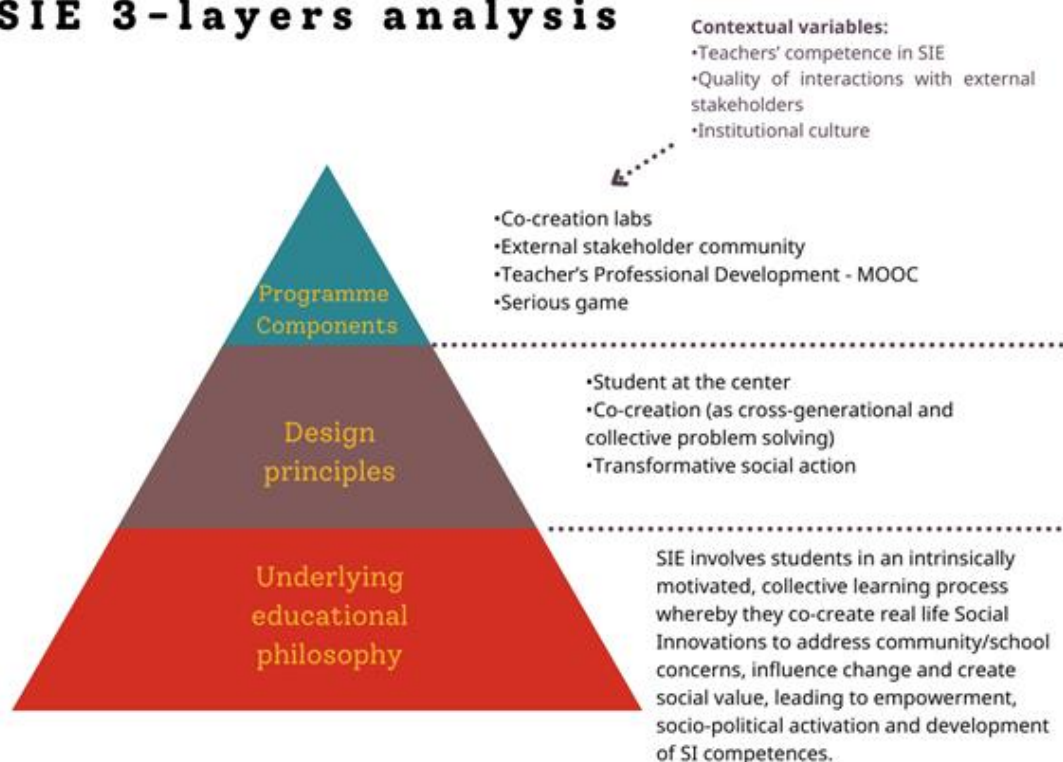 SIE 3-layers analysis
Contextual variables:
•Teachers' competence in SIE
•Quality of interactions with external
stakeholders
•Institutional culture
•Co-creation labs
•External stakeholder community
•Teacher's Professional Development - MOOC
•Serious game
Programme
Components
•Student at the center
•Co-creation (as cross-generational and
collective problem solving)
•Transformative social action
Design
principles
SIE involves students in an intrinsically
motivated, collective learning process
whereby they co-create real life Social
Innovations to address community/school
concerns, influence change and create
social value, leading to empowerment,
socio-political activation and development
of SI competences.
Underlying
educational
philosophy